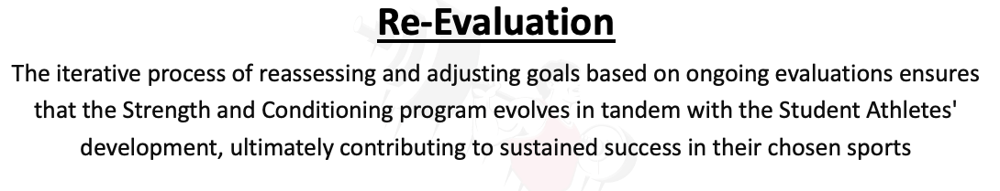 Re-Evaluation
The iterative process of reassessing and adjusting goals based on ongoing evaluations ensures
that the Strength and Conditioning program evolves in tandem with the Student Athletes'
development, ultimately contributing to sustained success in their chosen sports